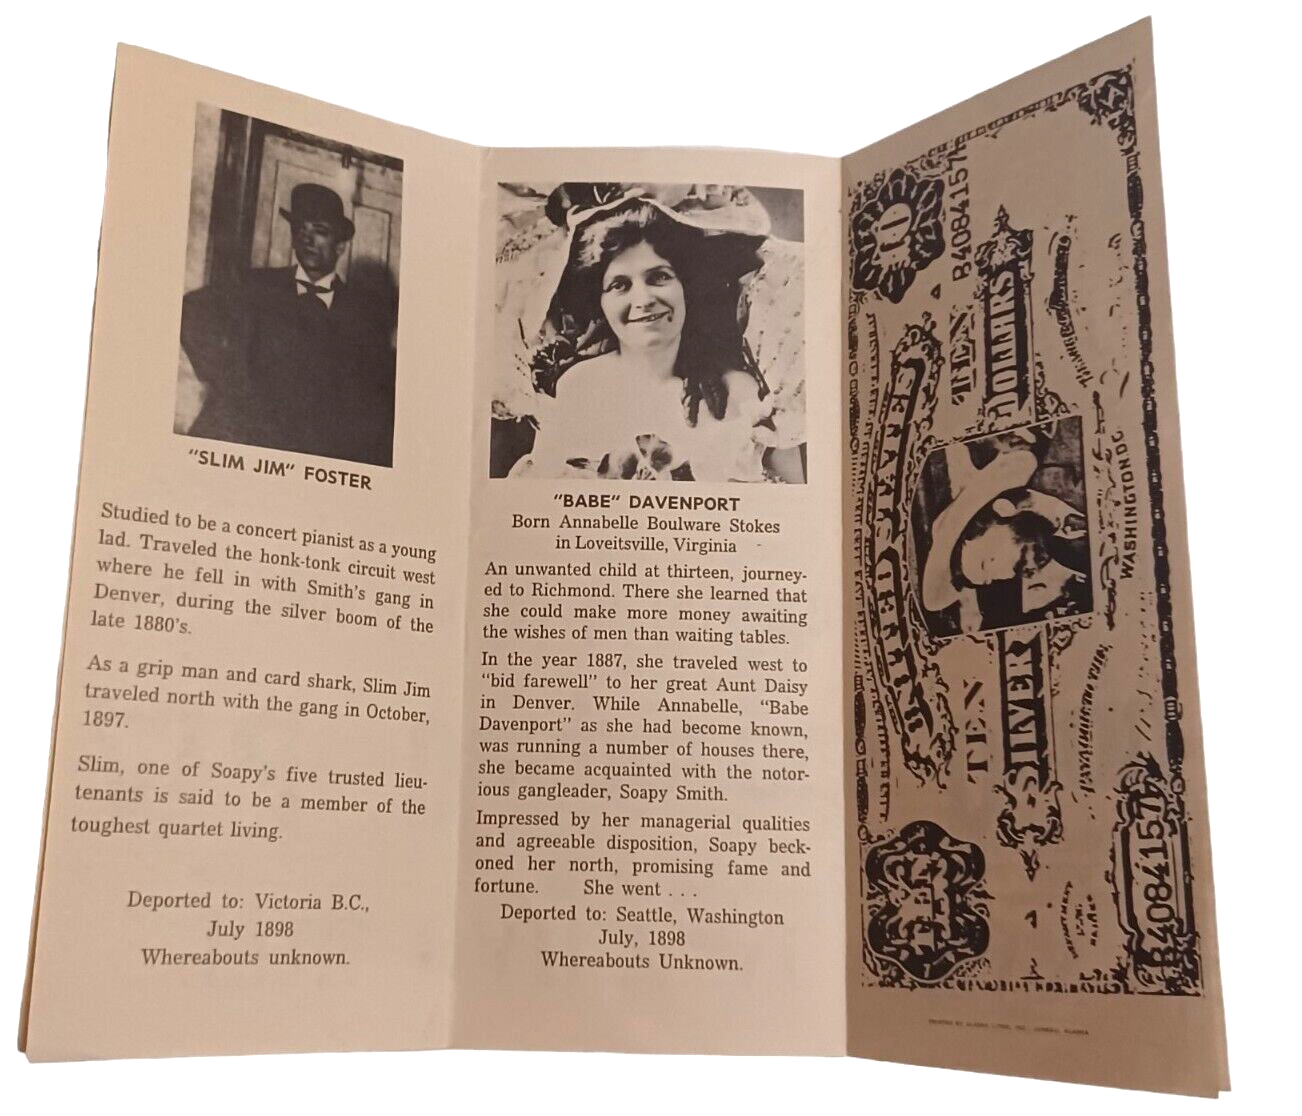 "SLIM JIM" FOSTER
Studied to be a concert pianist as a young
lad. Traveled the honk-tonk circuit west
where he fell in with Smith's gang in
Denver, during the silver boom of the
late 1880's.
As a grip man and card shark, Slim Jim
traveled north with the gang in October,
1897.
Slim, one of Soapy's five trusted lieu-
tenants is said to be a member of the
toughest quartet living.
Deported to: Victoria B.C.,
July 1898
Whereabouts unknown.
"BABE" DAVENPORT
Born Annabelle Boulware Stokes
in Loveitsville, Virginia
An unwanted child at thirteen, journey-
ed to Richmond. There she learned that
she could make more money awaiting
the wishes of men than waiting tables.
In the year 1887, she traveled west to
"bid farewell" to her great Aunt Daisy
in Denver. While Annabelle, "Babe
Davenport" as she had become known,
was running a number of houses there,
she became acquainted with the notor-
ious gangleader, Soapy Smith.
Impressed by her managerial qualities
and agreeable disposition, Soapy beck-
oned her north, promising fame and
fortune. She went . . .
Deported to: Seattle, Washington
July, 1898
Whereabouts Unknown.
10
B4084157
UNITED STATES
TEN
DOLLARS
TEN
SILVER
WASHINGTON DC
TEN
B4084157